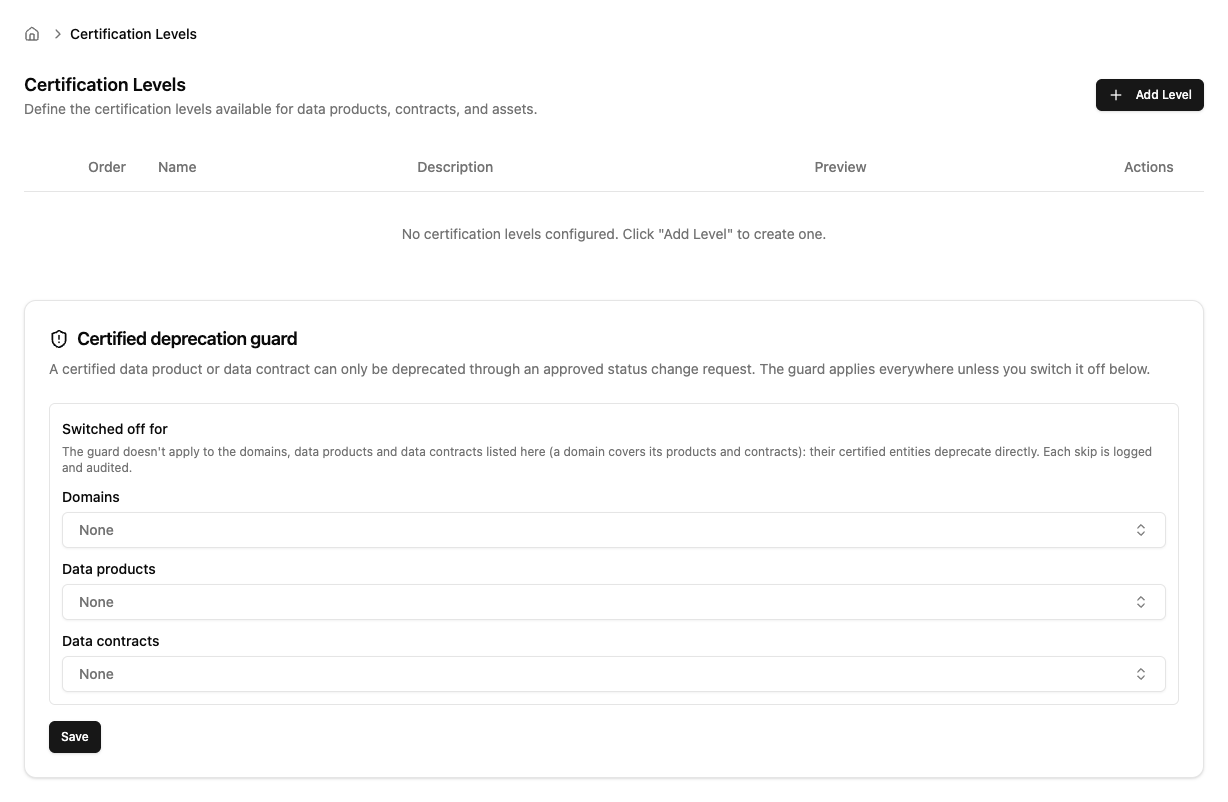 Certification Levels
Certification Levels
Define the certification levels available for data products, contracts, and assets.
Add Level
Order Name Description Preview Actions
No certification levels configured. Click "Add Level" to create one.
Certified deprecation guard
A certified data product or data contract can only be deprecated through an approved status change request. The guard applies everywhere unless you switch it off below.
Switched off for
The guard doesn't apply to the domains, data products and data contracts listed here (a domain covers its products and contracts): their certified entities deprecate directly. Each skip is logged
and audited.
Domains
None
Data products
None
Data contracts
None
Save